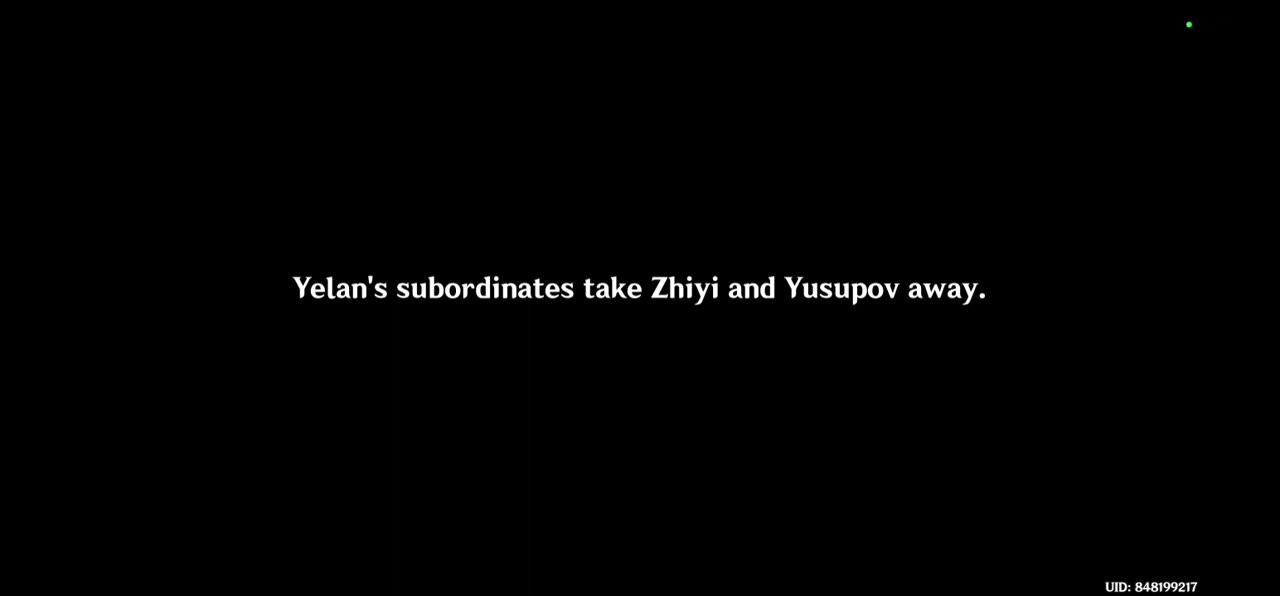 Yelan's subordinates take Zhiyi and Yusupov away.
UID: 848199217